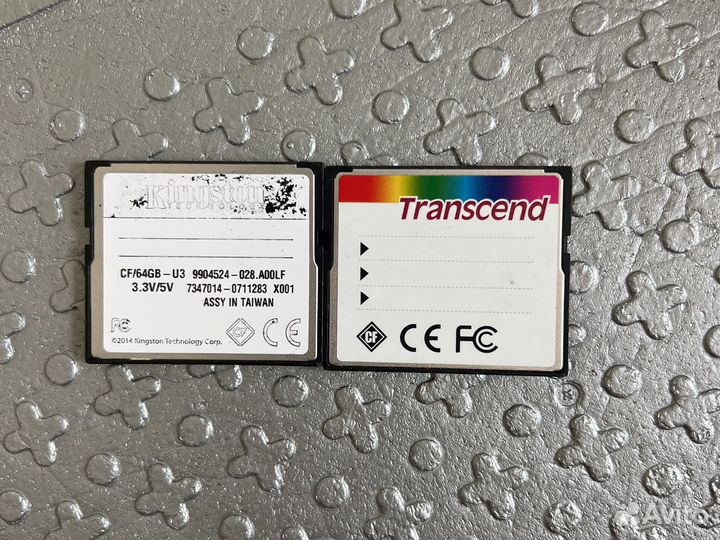 Kingston
CF/64GB-U3 9904524-028.A00LF
3.3V/5V 7347014-0711283 X001
ASSY IN TAIWAN
FC CF CE
©2014 Kingston Technology Corp.
Transcend
CF CE FC
Avito